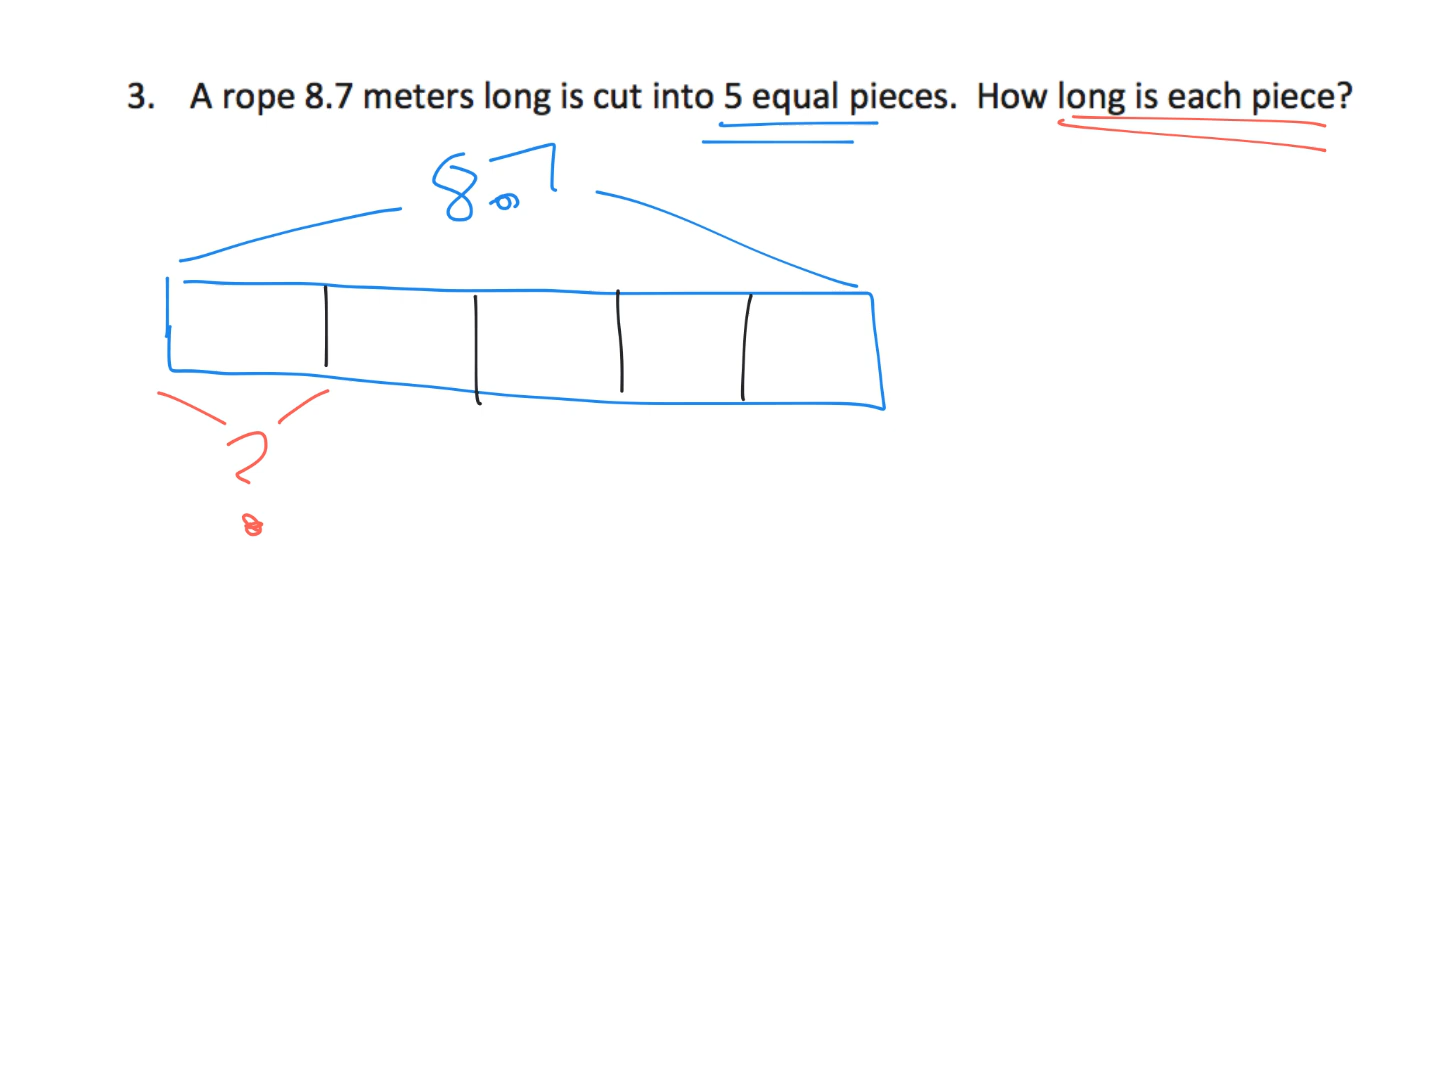 3. A rope 8.7 meters long is cut into 5 equal pieces. How long is each piece?
8.7
?